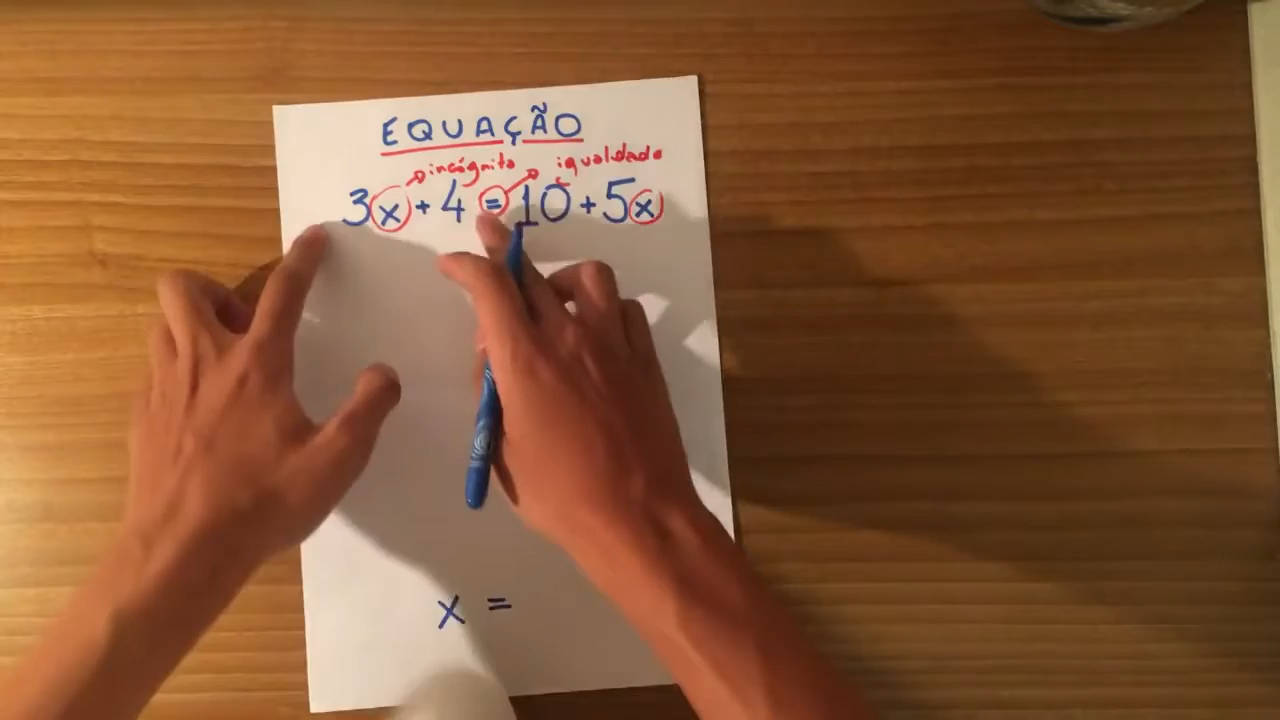 EQUAÇÃO
incógnita igualdade
3x + 4 = 10 + 5x
x =